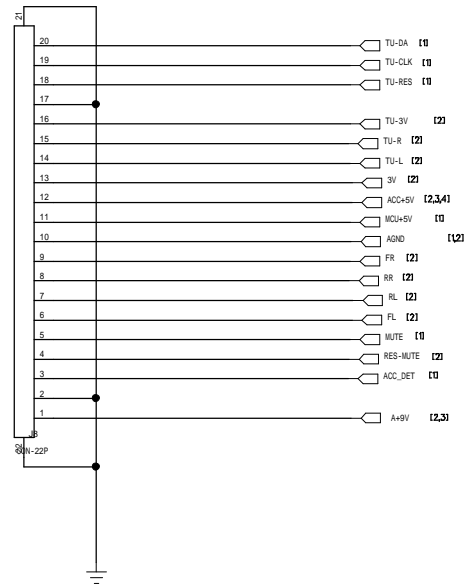 21
20 TU-DA [1]
19 TU-CLK [1]
18 TU-RES [1]
17
16 TU-3V [2]
15 TU-R [2]
14 TU-L [2]
13 3V [2]
12 ACC+5V [2,3,4]
11 MCU+5V [1]
10 AGND [1,2]
9 FR [2]
8 RR [2]
7 RL [2]
6 FL [2]
5 MUTE [1]
4 RES-MUTE [2]
3 ACC_DET [1]
2
1 A+9V [2,3]
J8
22
CON-22P